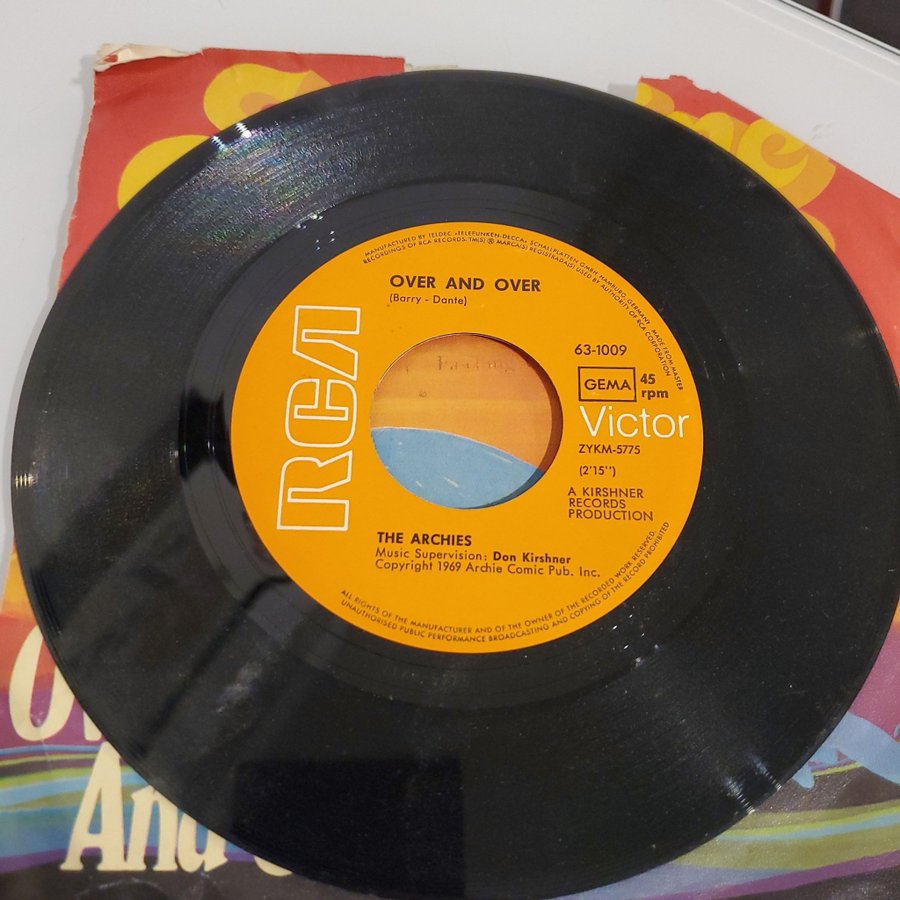 MANUFACTURED BY TELDEC »TELEFUNKEN-DECCA« SCHALLPLATTEN GMBH, HAMBURG, GERMANY. MADE FROM MASTER
RECORDINGS OF RCA RECORDS; TM(S) ® MARCA(S) REGISTRADA(S) USED BY AUTHORITY OF RCA CORPORATION
OVER AND OVER
(Barry - Dante)
RCA
63-1009
GEMA
45
rpm
Victor
ZYKM-5775
(2'15'')
A KIRSHNER
RECORDS
PRODUCTION
THE ARCHIES
Music Supervision: Don Kirshner
Copyright 1969 Archie Comic Pub. Inc.
ALL RIGHTS OF THE MANUFACTURER AND OF THE OWNER OF THE RECORDED WORK RESERVED.
UNAUTHORISED PUBLIC PERFORMANCE BROADCASTING AND COPYING OF THE RECORD PROHIBITED
And